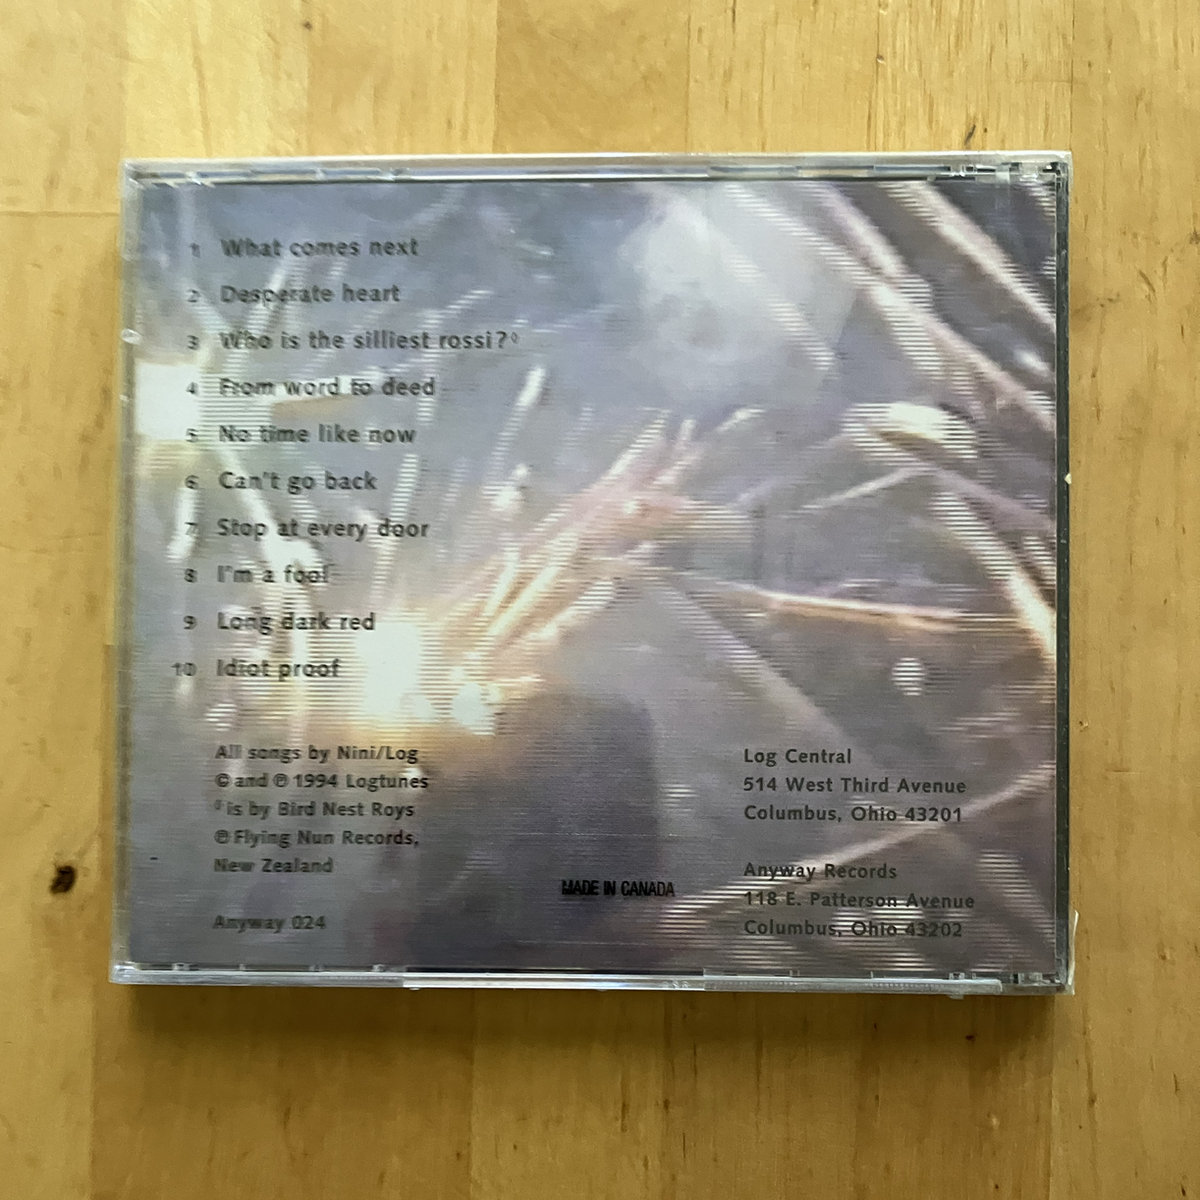 1 What comes next
2 Desperate heart
3 Who is the silliest rossi?◊
4 From word to deed
5 No time like now
6 Can't go back
7 Stop at every door
8 I'm a fool
9 Long dark red
10 Idiot proof
All songs by Nini/Log
© and ℗ 1994 Logtunes
◊ is by Bird Nest Roys
℗ Flying Nun Records,
New Zealand
Anyway 024
MADE IN CANADA
Log Central
514 West Third Avenue
Columbus, Ohio 43201
Anyway Records
118 E. Patterson Avenue
Columbus, Ohio 43202